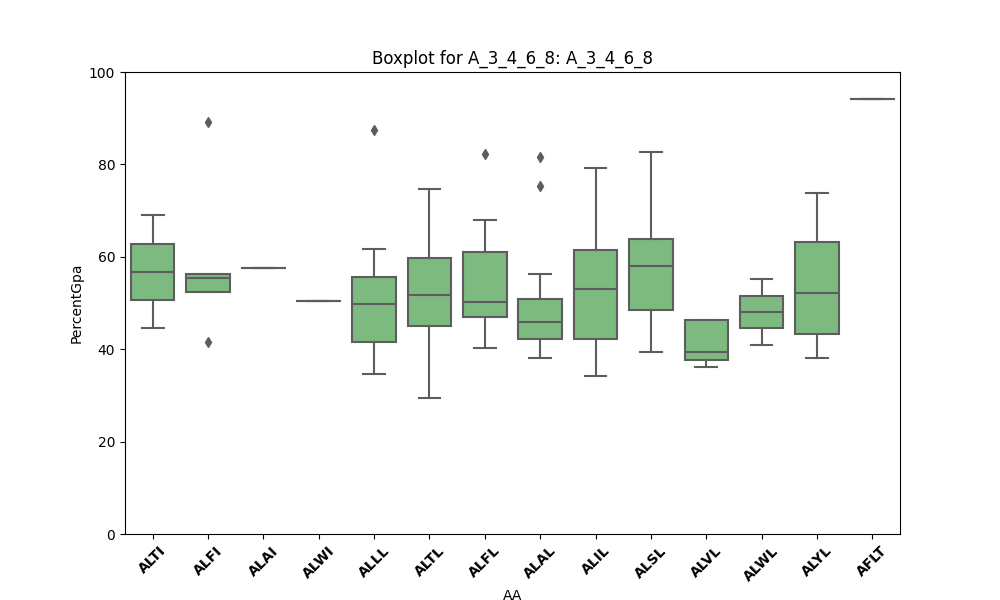 Boxplot for A_3_4_6_8: A_3_4_6_8
100
80
60
40
20
0
PercentGpa
ALTI ALFI ALAI ALWI ALLL ALTL ALFL ALAL ALIL ALSL ALVL ALWL ALYL AFLT
AA